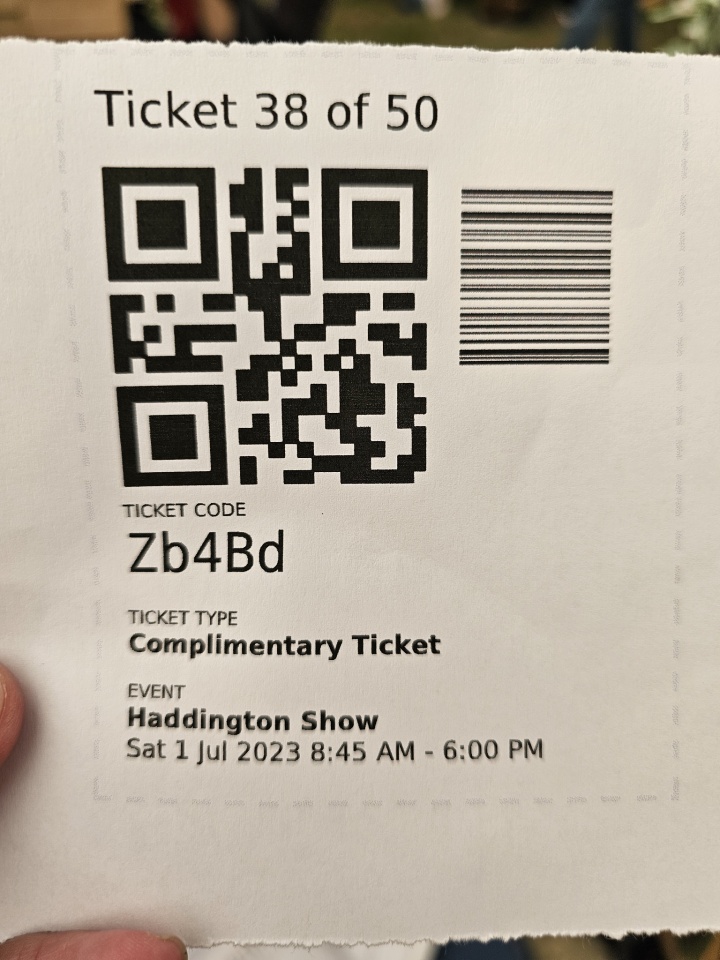 Ticket 38 of 50
TICKET CODE
Zb4Bd
TICKET TYPE
Complimentary Ticket
EVENT
Haddington Show
Sat 1 Jul 2023 8:45 AM - 6:00 PM